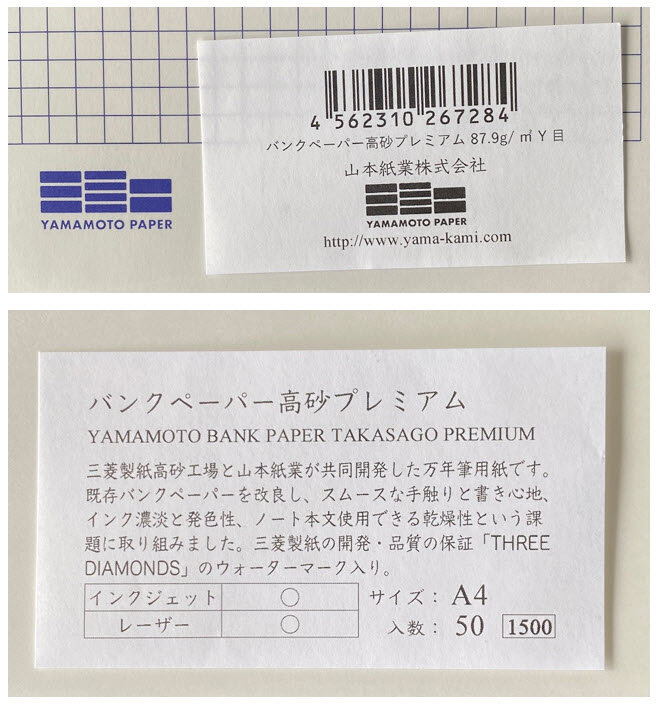 4 562310 267284
バンクペーパー高砂プレミアム 87.9g/㎡ Y目
山本紙業株式会社
YAMAMOTO PAPER
YAMAMOTO PAPER
http://www.yama-kami.com
バンクペーパー高砂プレミアム
YAMAMOTO BANK PAPER TAKASAGO PREMIUM
三菱製紙高砂工場と山本紙業が共同開発した万年筆用紙です。
既存バンクペーパーを改良し、スムースな手触りと書き心地、
インク濃淡と発色性、ノート本文使用できる乾燥性という課
題に取り組みました。三菱製紙の開発・品質の保証「THREE
DIAMONDS」のウォーターマーク入り。
インクジェット ○ サイズ： A4
レーザー ○ 入数： 50 1500